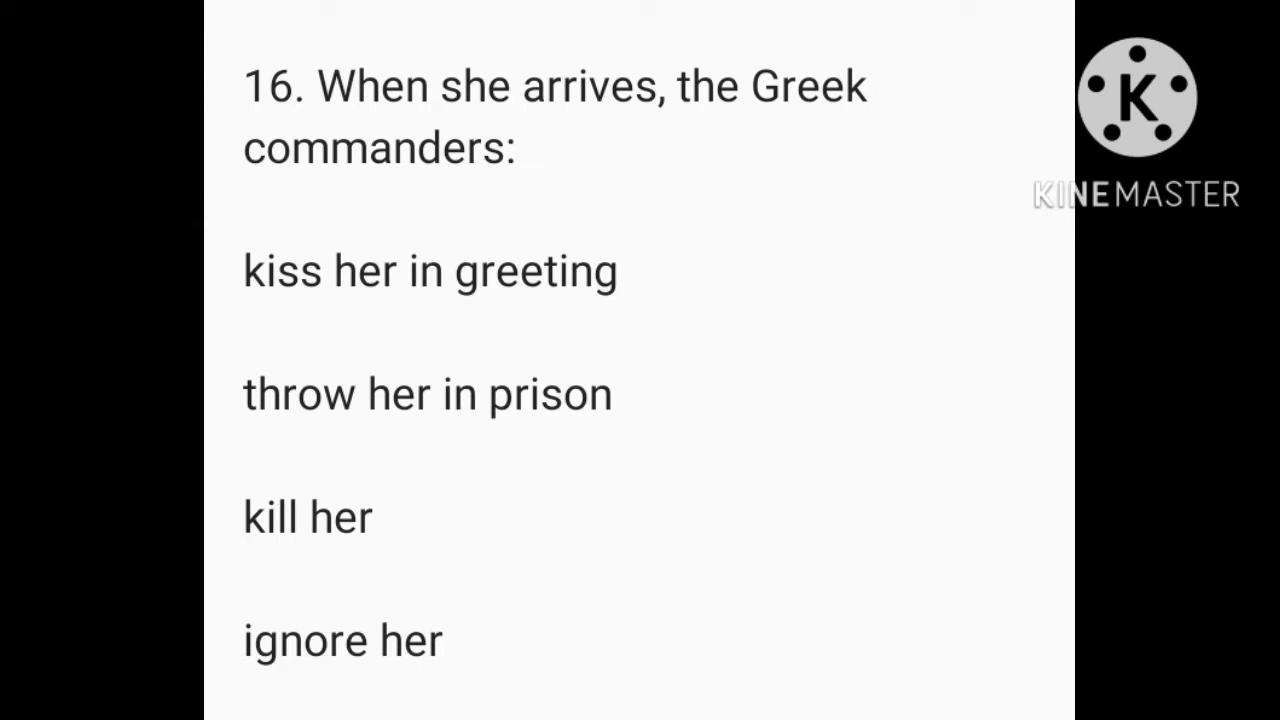 16. When she arrives, the Greek
commanders:
kiss her in greeting
throw her in prison
kill her
ignore her
K
KINEMASTER